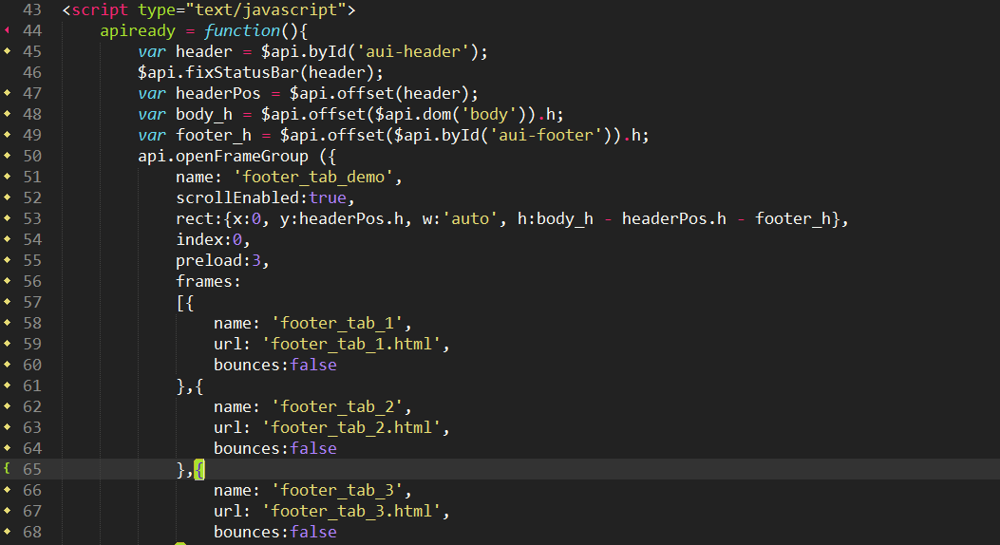 43 <script type="text/javascript">
44     apiready = function(){
45         var header = $api.byId('aui-header');
46         $api.fixStatusBar(header);
47         var headerPos = $api.offset(header);
48         var body_h = $api.offset($api.dom('body')).h;
49         var footer_h = $api.offset($api.byId('aui-footer')).h;
50         api.openFrameGroup ({
51             name: 'footer_tab_demo',
52             scrollEnabled:true,
53             rect:{x:0, y:headerPos.h, w:'auto', h:body_h - headerPos.h - footer_h},
54             index:0,
55             preload:3,
56             frames:
57             [{
58                 name: 'footer_tab_1',
59                 url: 'footer_tab_1.html',
60                 bounces:false
61             },{
62                 name: 'footer_tab_2',
63                 url: 'footer_tab_2.html',
64                 bounces:false
{ 65             },{
66                 name: 'footer_tab_3',
67                 url: 'footer_tab_3.html',
68                 bounces:false